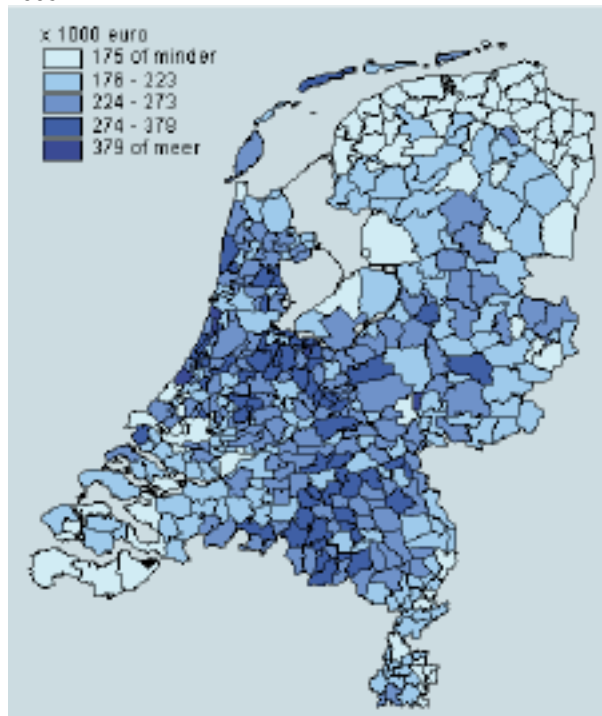 x 1000 euro
175 of minder
176 - 223
224 - 273
274 - 378
379 of meer